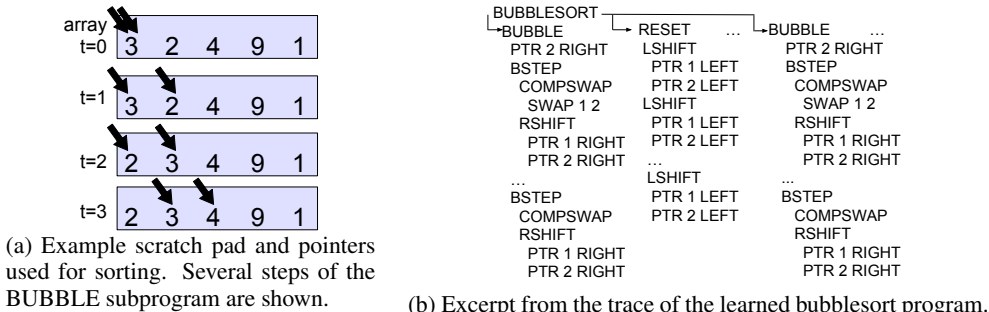 array
t=0 3 2 4 9 1
t=1 3 2 4 9 1
t=2 2 3 4 9 1
t=3 2 3 4 9 1
(a) Example scratch pad and pointers
used for sorting. Several steps of the
BUBBLE subprogram are shown.
BUBBLESORT
BUBBLE
PTR 2 RIGHT
BSTEP
COMPSWAP
SWAP 1 2
RSHIFT
PTR 1 RIGHT
PTR 2 RIGHT
...
BSTEP
COMPSWAP
RSHIFT
PTR 1 RIGHT
PTR 2 RIGHT
RESET ...
LSHIFT
PTR 1 LEFT
PTR 2 LEFT
LSHIFT
PTR 1 LEFT
PTR 2 LEFT
...
LSHIFT
PTR 1 LEFT
PTR 2 LEFT
BUBBLE ...
PTR 2 RIGHT
BSTEP
COMPSWAP
SWAP 1 2
RSHIFT
PTR 1 RIGHT
PTR 2 RIGHT
...
BSTEP
COMPSWAP
RSHIFT
PTR 1 RIGHT
PTR 2 RIGHT
(b) Excerpt from the trace of the learned bubblesort program.